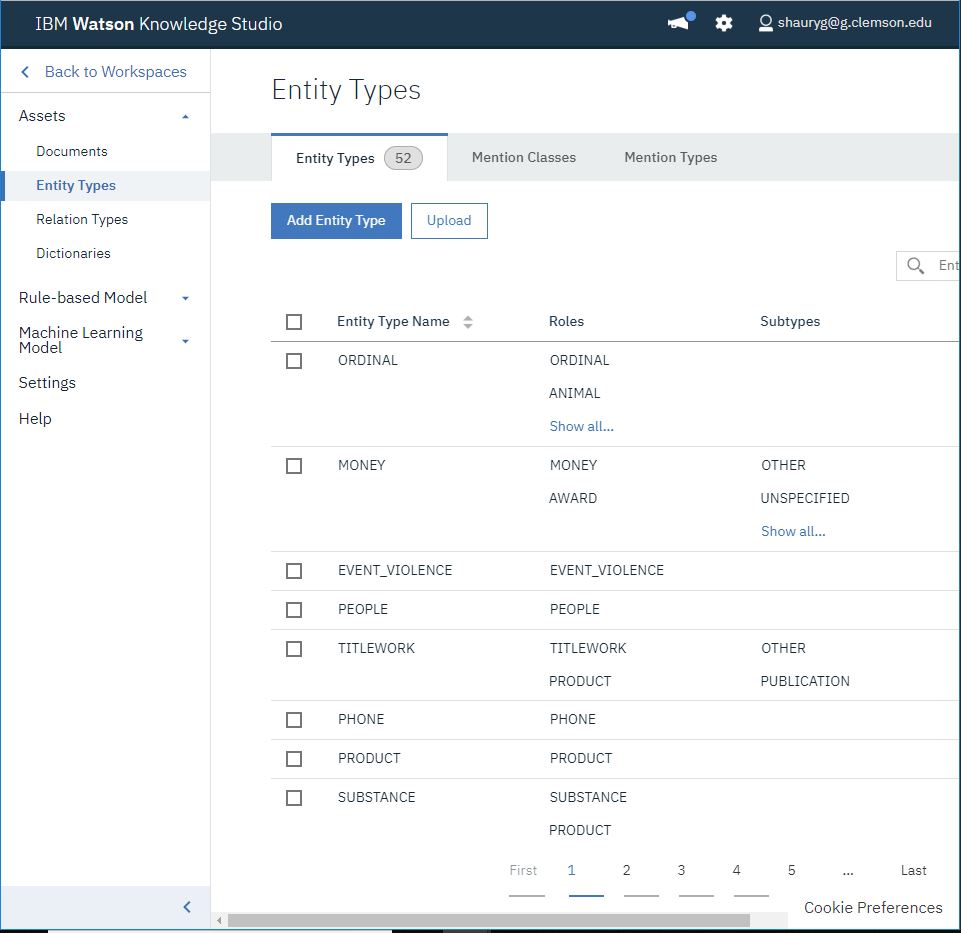 IBM Watson Knowledge Studio
shauryg@g.clemson.edu
Back to Workspaces
Assets
Documents
Entity Types
Relation Types
Dictionaries
Rule-based Model
Machine Learning
Model
Settings
Help
Entity Types
Entity Types 52 Mention Classes Mention Types
Add Entity Type Upload
Ent
Entity Type Name Roles Subtypes
ORDINAL ORDINAL
ANIMAL
Show all...
MONEY MONEY OTHER
AWARD UNSPECIFIED
Show all...
EVENT_VIOLENCE EVENT_VIOLENCE
PEOPLE PEOPLE
TITLEWORK TITLEWORK OTHER
PRODUCT PUBLICATION
PHONE PHONE
PRODUCT PRODUCT
SUBSTANCE SUBSTANCE
PRODUCT
First 1 2 3 4 5 ... Last
Cookie Preferences